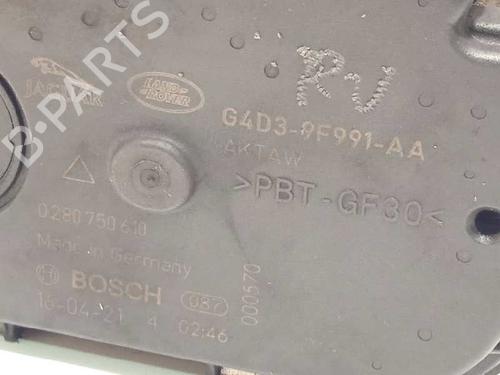 B-PARTS
RV
JAGUAR
LAND ROVER
G4D3-9F991-AA
AKTAW
>PBT-GF30<
0 280 750 610
Made in Germany
BOSCH
087
000570
16-04-21 4 02:46